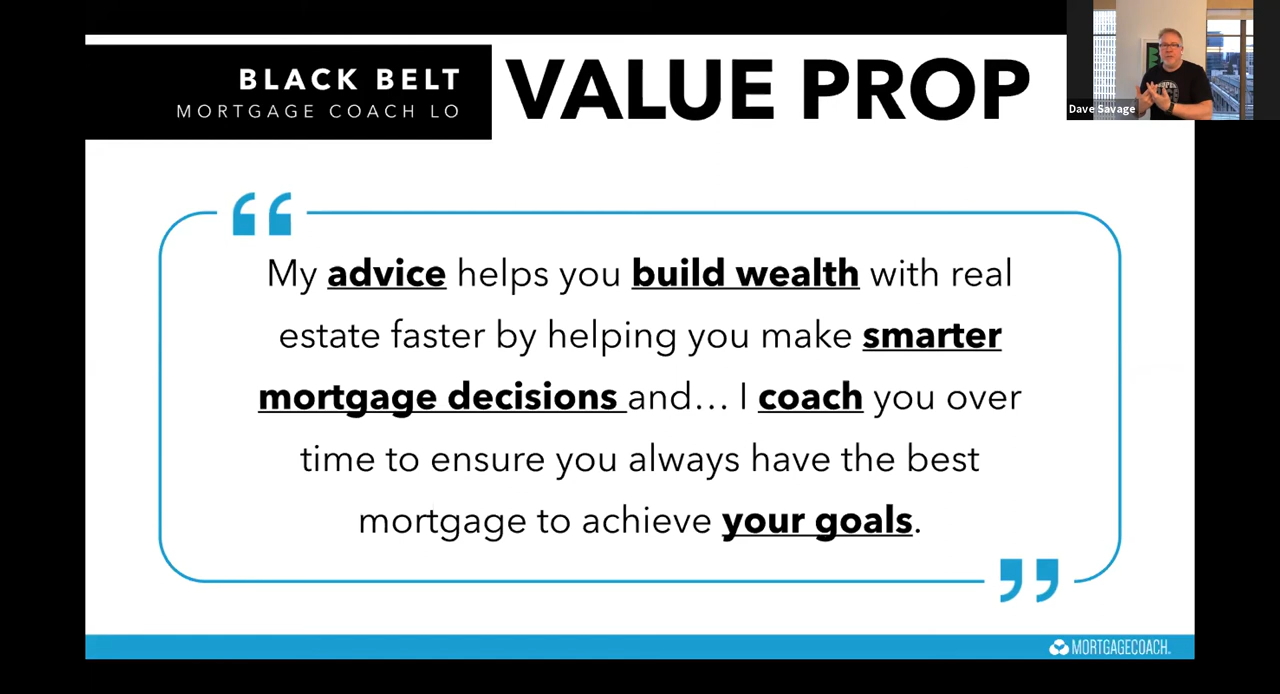 BLACK BELT
MORTGAGE COACH LO
VALUE PROP
Dave Savage
“
My advice helps you build wealth with real
estate faster by helping you make smarter
mortgage decisions and... I coach you over
time to ensure you always have the best
mortgage to achieve your goals.
”
MORTGAGECOACH